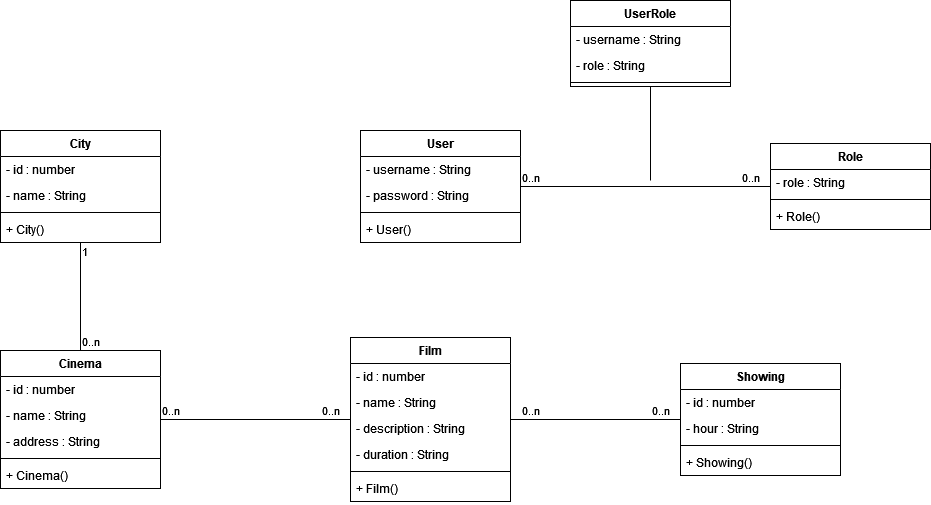 UserRole
- username : String
- role : String
City
- id : number
- name : String
+ City()
1
0..n
User
- username : String
- password : String
+ User()
0..n
0..n
Role
- role : String
+ Role()
Cinema
- id : number
- name : String
- address : String
+ Cinema()
0..n
0..n
Film
- id : number
- name : String
- description : String
- duration : String
+ Film()
0..n
0..n
Showing
- id : number
- hour : String
+ Showing()